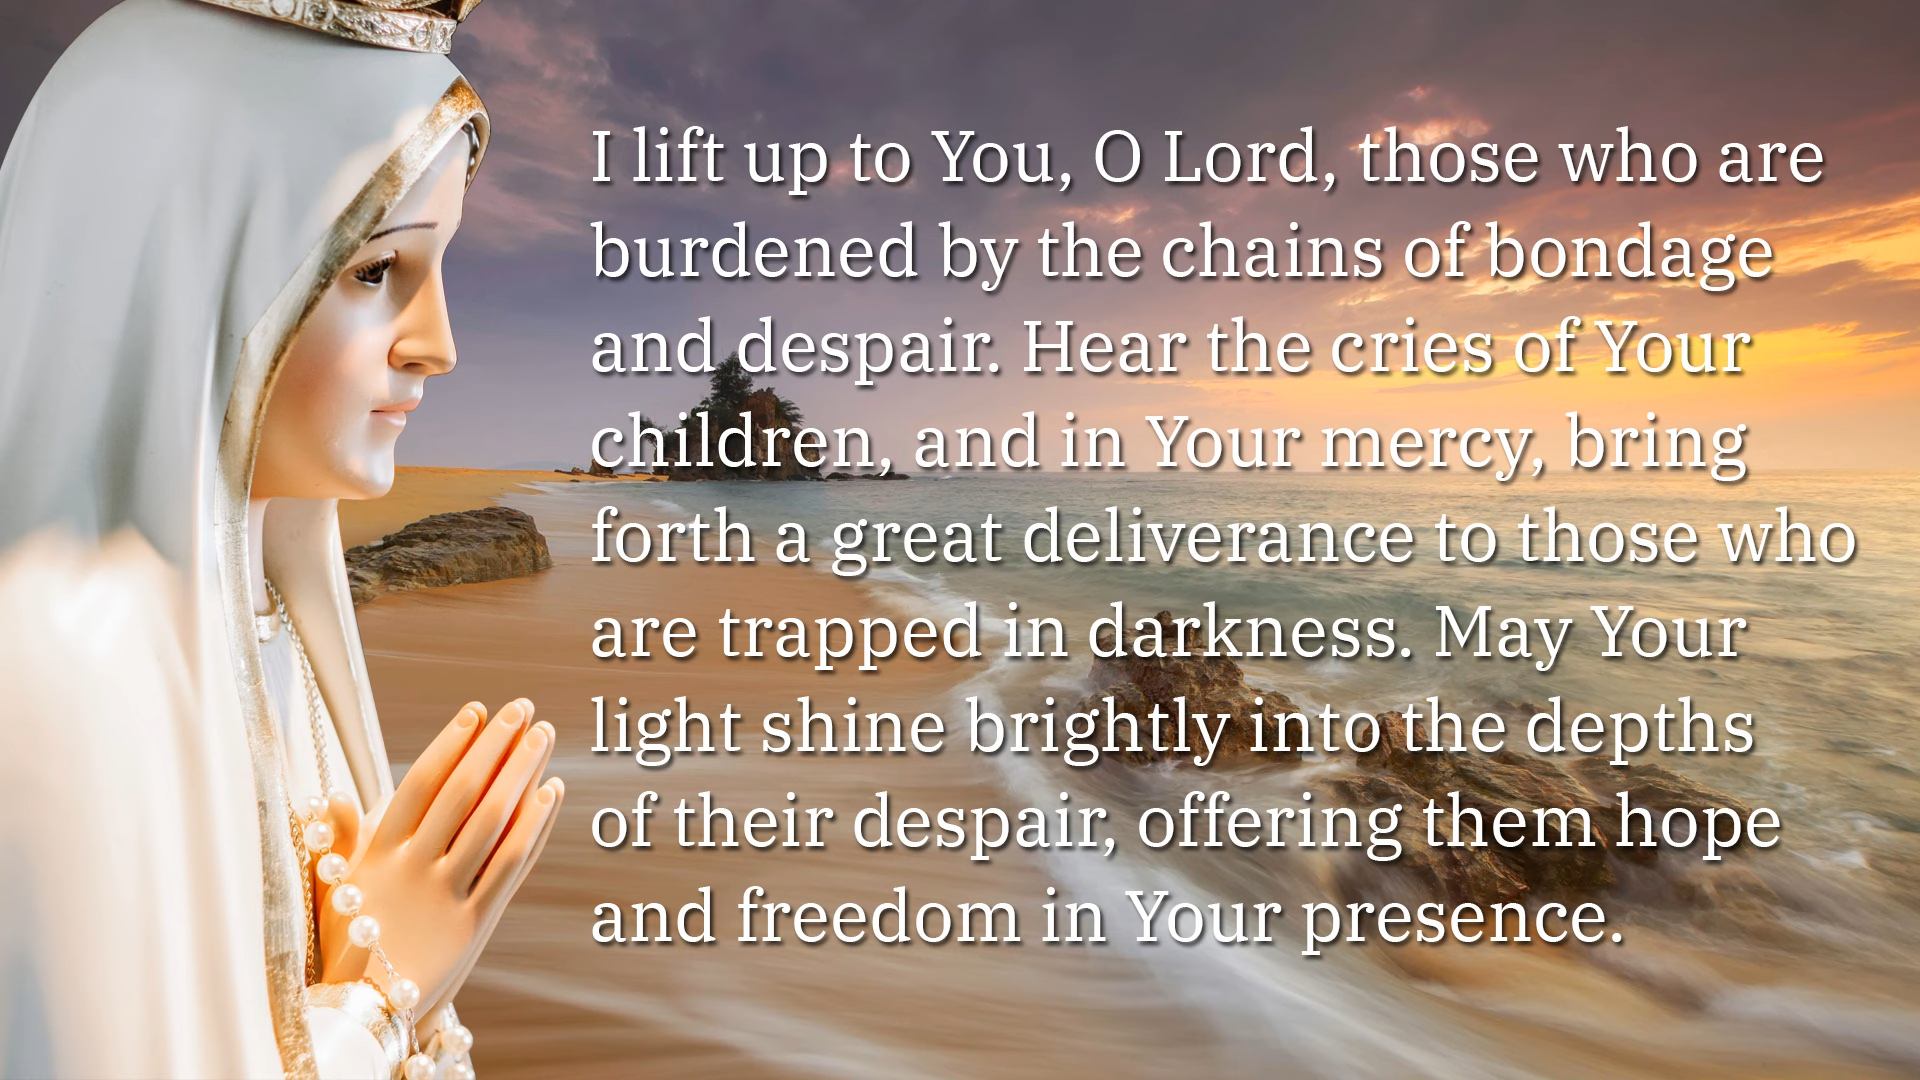 I lift up to You, O Lord, those who are
burdened by the chains of bondage
and despair. Hear the cries of Your
children, and in Your mercy, bring
forth a great deliverance to those who
are trapped in darkness. May Your
light shine brightly into the depths
of their despair, offering them hope
and freedom in Your presence.